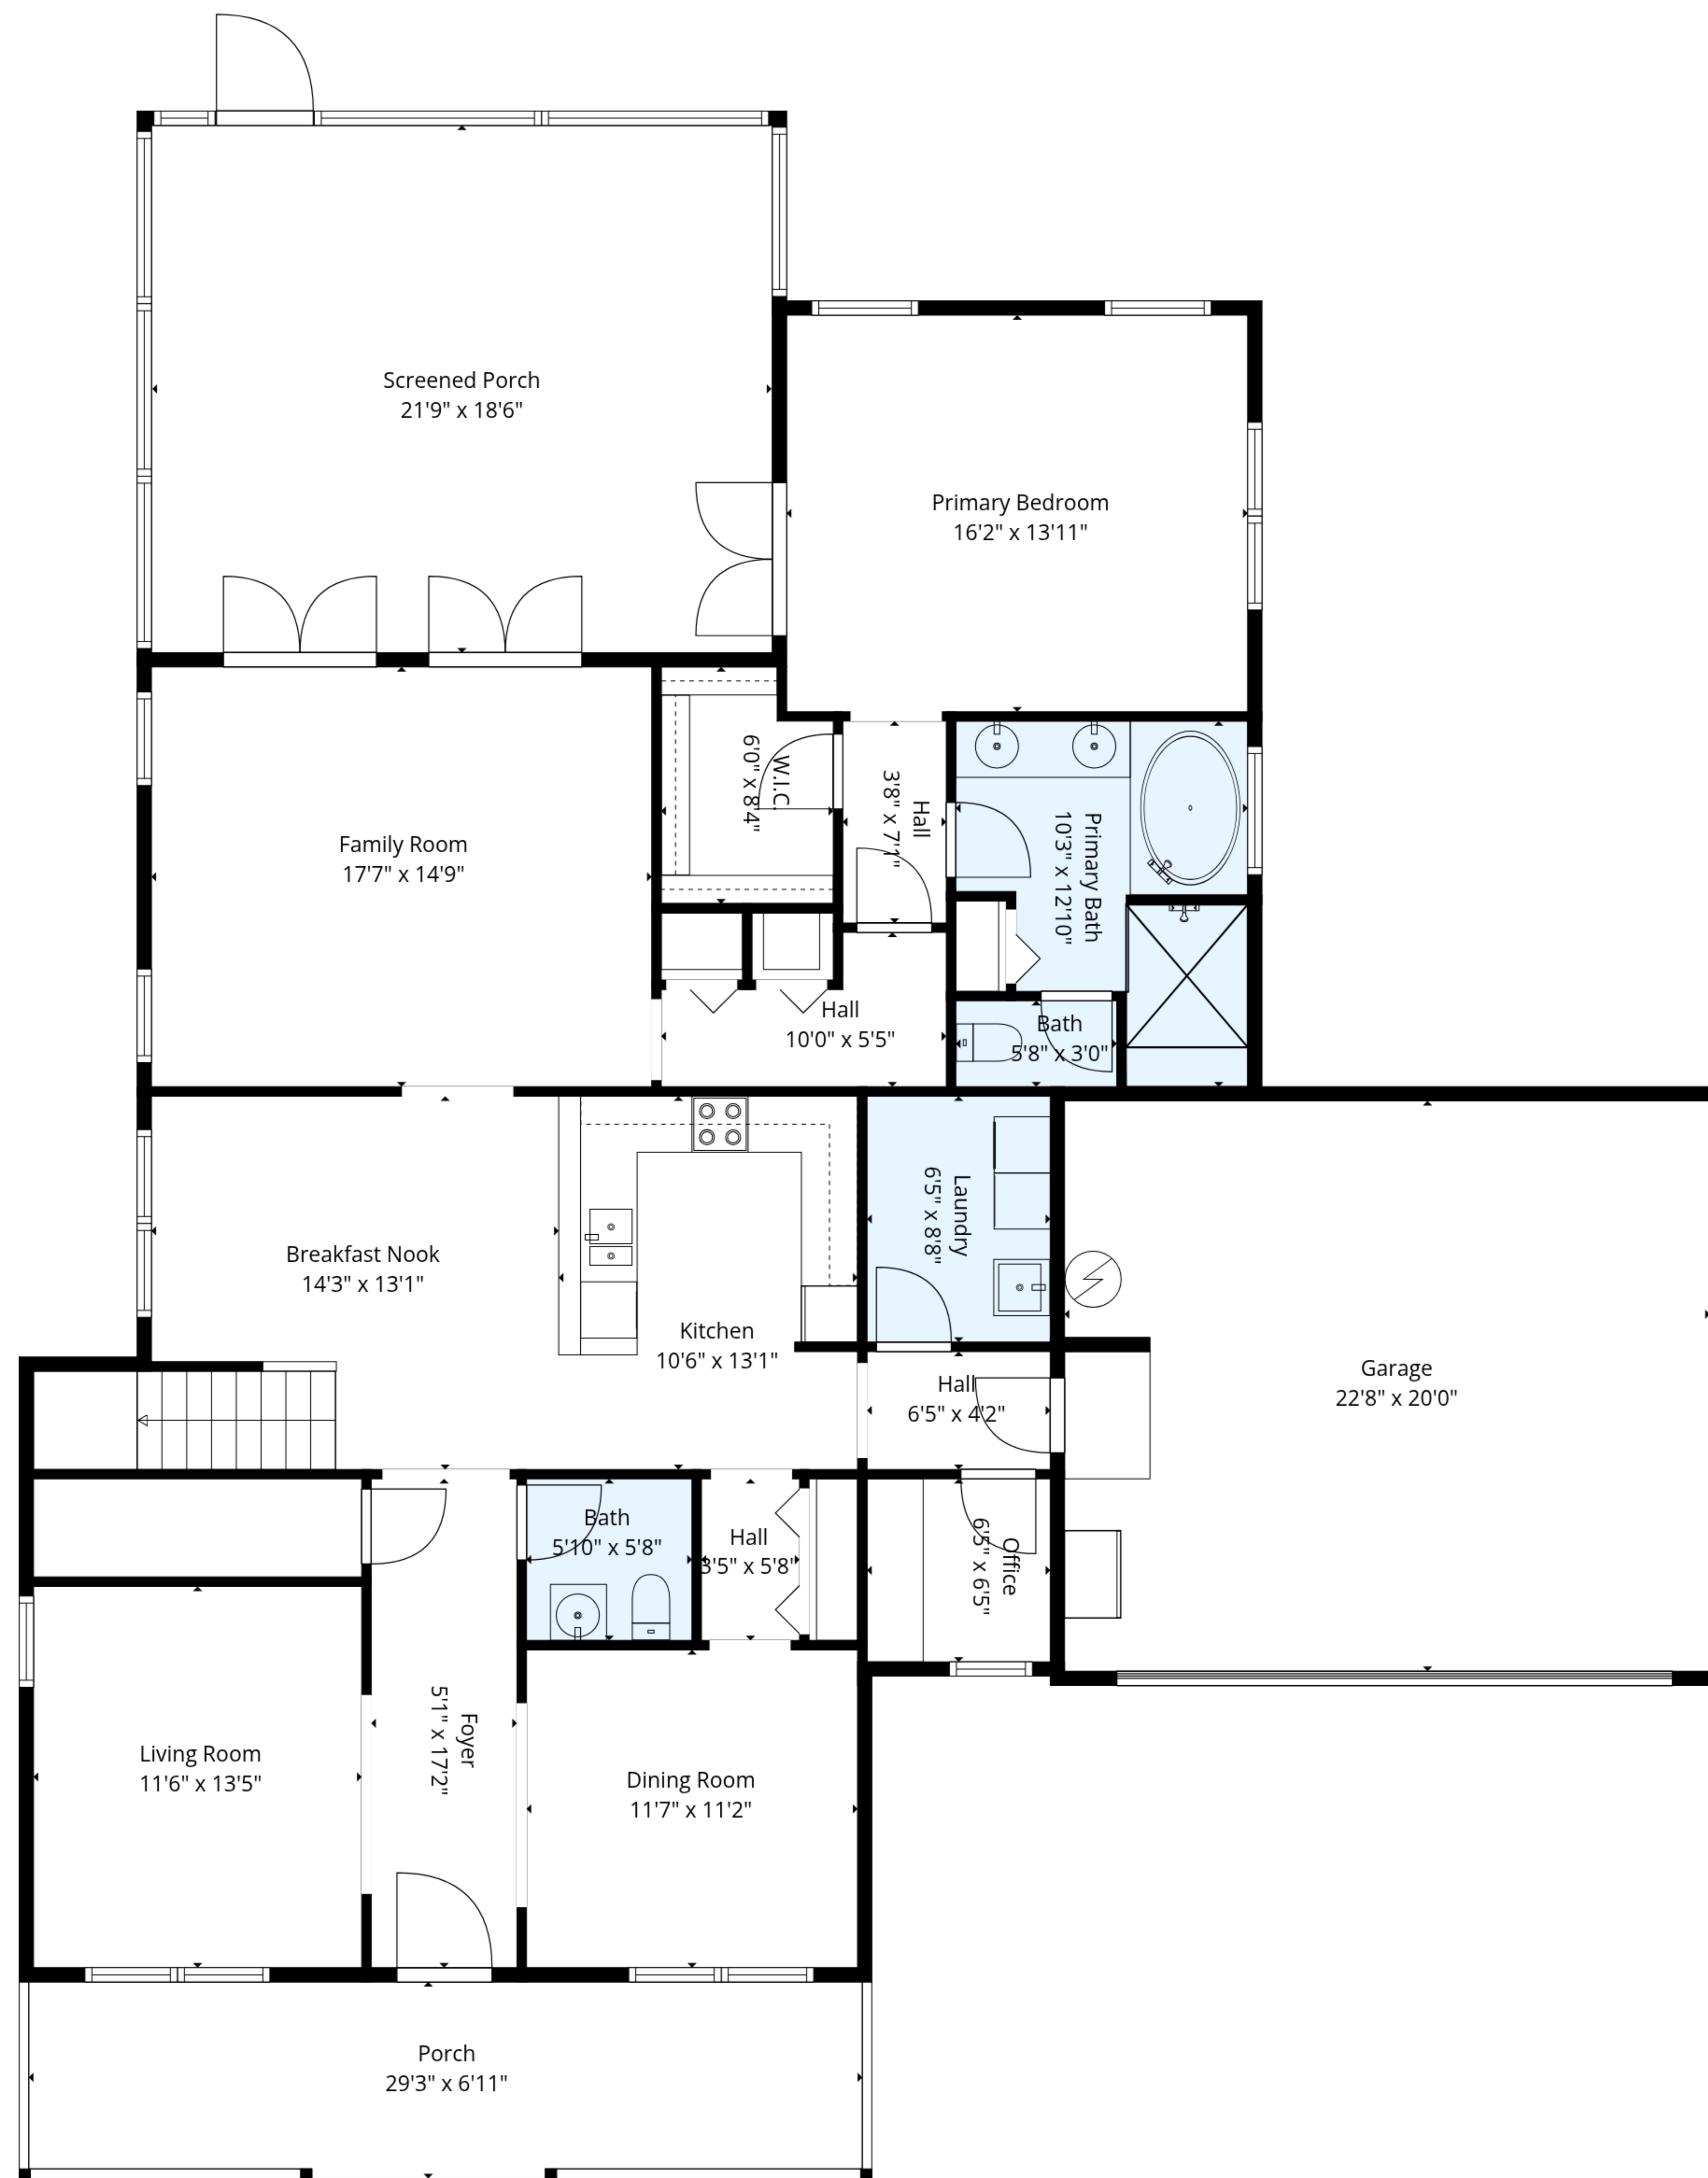 Screened Porch
21'9" x 18'6"
Primary Bedroom
16'2" x 13'11"
Family Room
17'7" x 14'9"
W.I.C.
6'0" x 8'4"
Hall
3'8" x 7'1"
Primary Bath
10'3" x 12'10"
Hall
10'0" x 5'5"
Bath
5'8" x 3'0"
Breakfast Nook
14'3" x 13'1"
Kitchen
10'6" x 13'1"
Laundry
6'5" x 8'8"
Hall
6'5" x 4'2"
Garage
22'8" x 20'0"
Bath
5'10" x 5'8"
Hall
3'5" x 5'8"
Office
6'5" x 6'5"
Foyer
5'1" x 17'2"
Living Room
11'6" x 13'5"
Dining Room
11'7" x 11'2"
Porch
29'3" x 6'11"